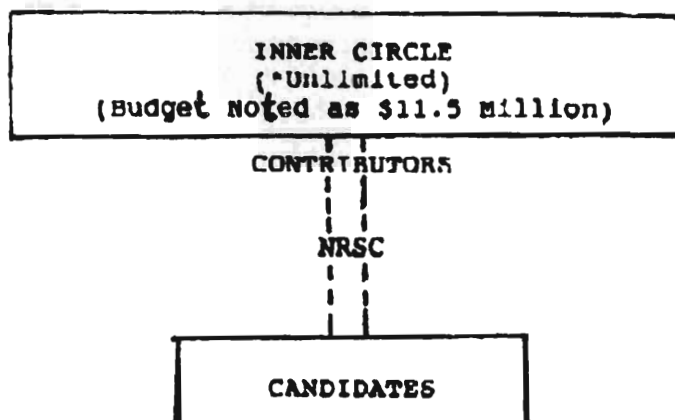 INNER CIRCLE
(*Unlimited)
(Budget Noted as $11.5 Million)
CONTRIBUTORS
NRSC
CANDIDATES